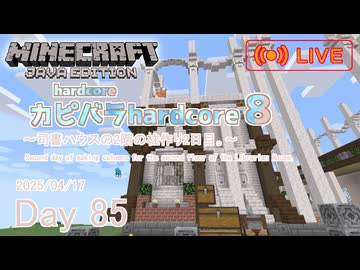 MINECRAFT
JAVA EDITION
LIVE
hardcore
カピバラhardcore 8
～司書ハウスの2階の柱作り2日目。～
Second day of making columns for the second floor of the Librarian House.
2025/04/17
Day 85